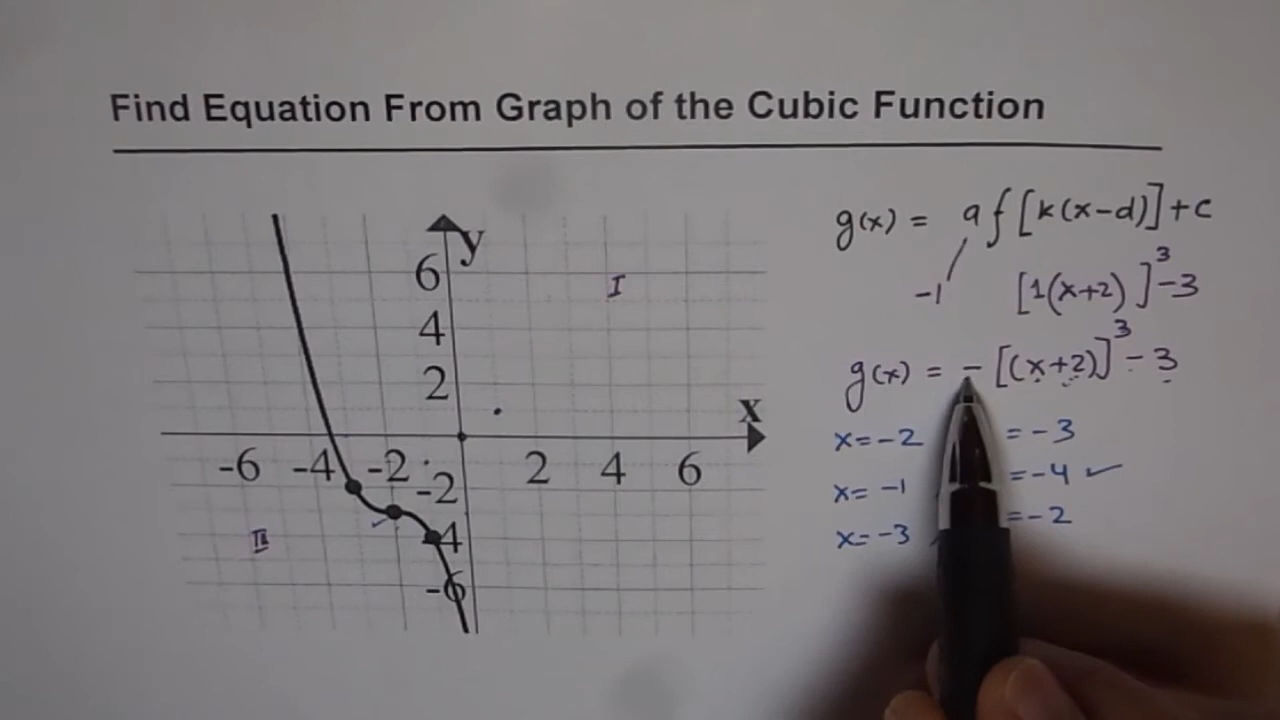 Find Equation From Graph of the Cubic Function
g(x) = a f [k(x-d)]+c
-1 [1(x+2)]³-3
g(x) = - [(x+2)]³ - 3
x=-2 = -3
x= -1 = -4 ✓
x= -3 = -2
y
6
I
4
2
x
-6 -4 -2 2 4 6
-2
II
-4
-6